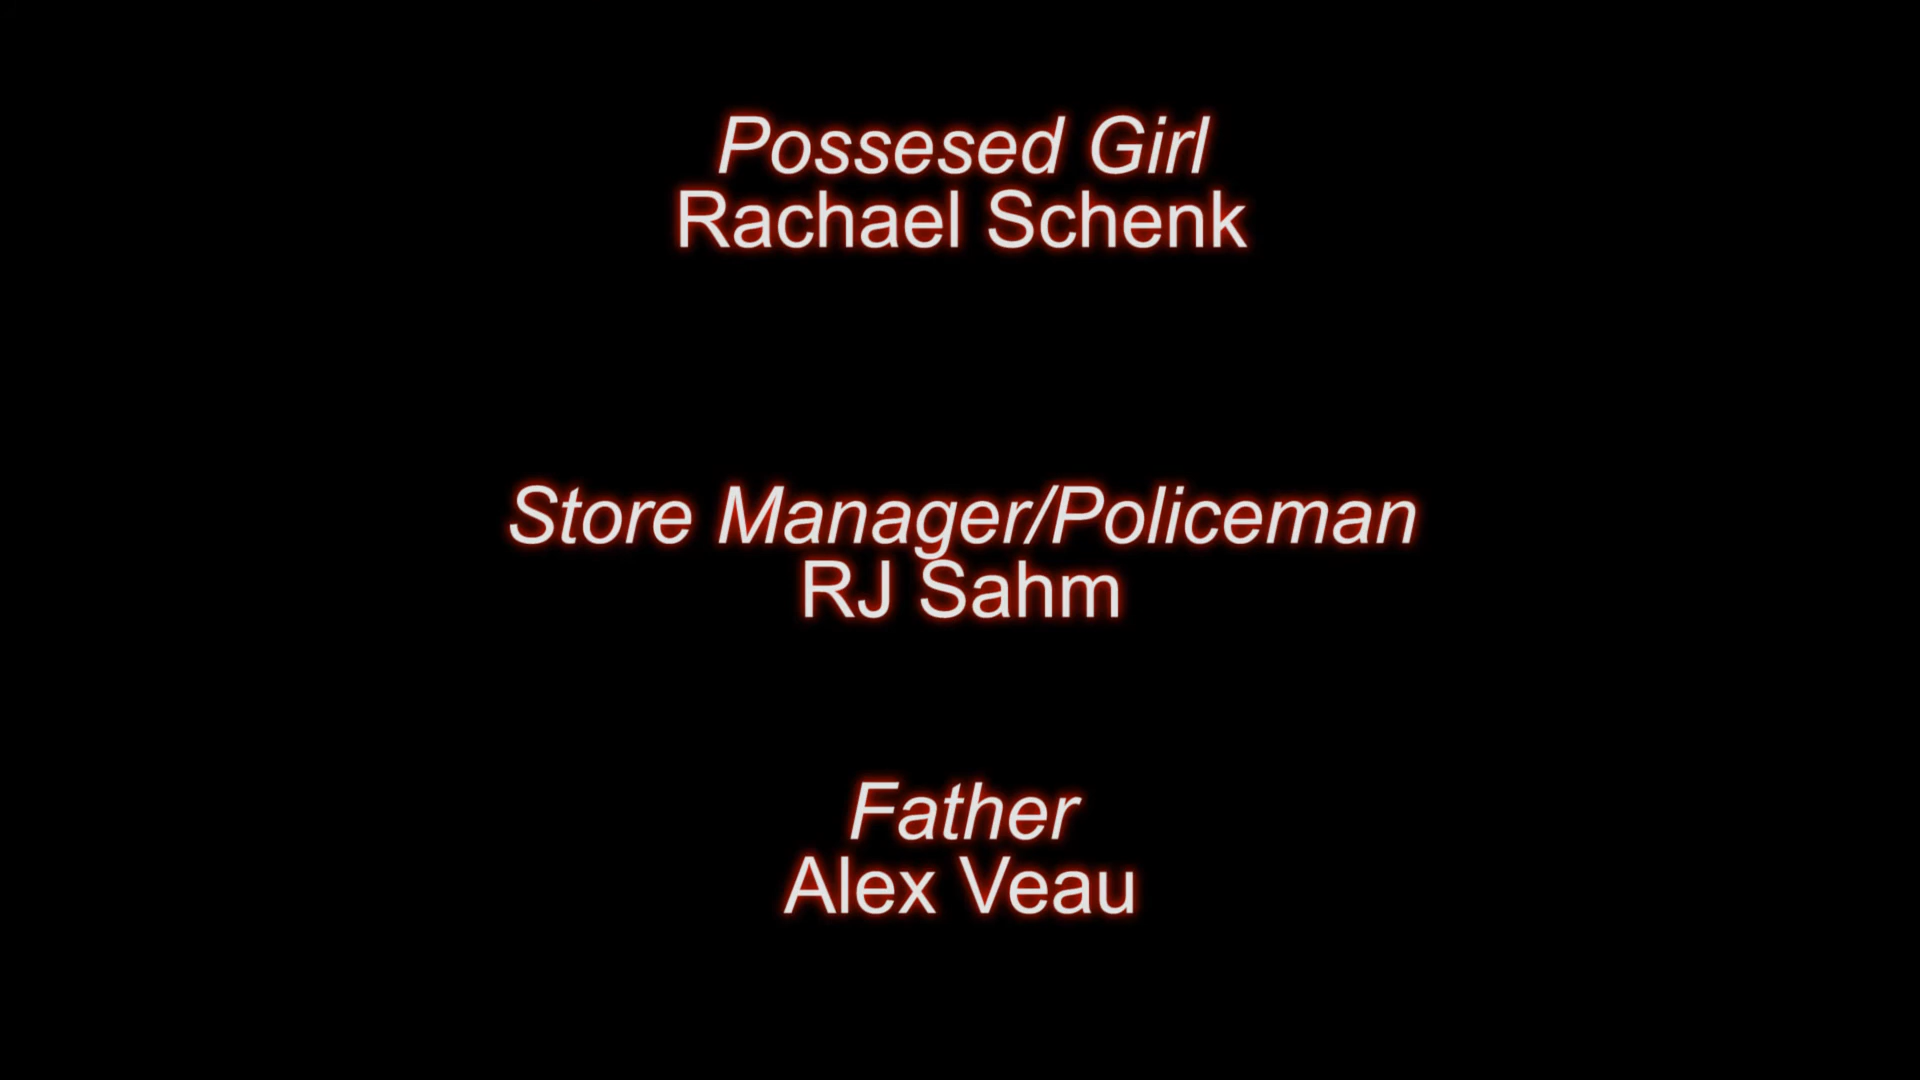 Possesed Girl
Rachael Schenk
Store Manager/Policeman
RJ Sahm
Father
Alex Veau